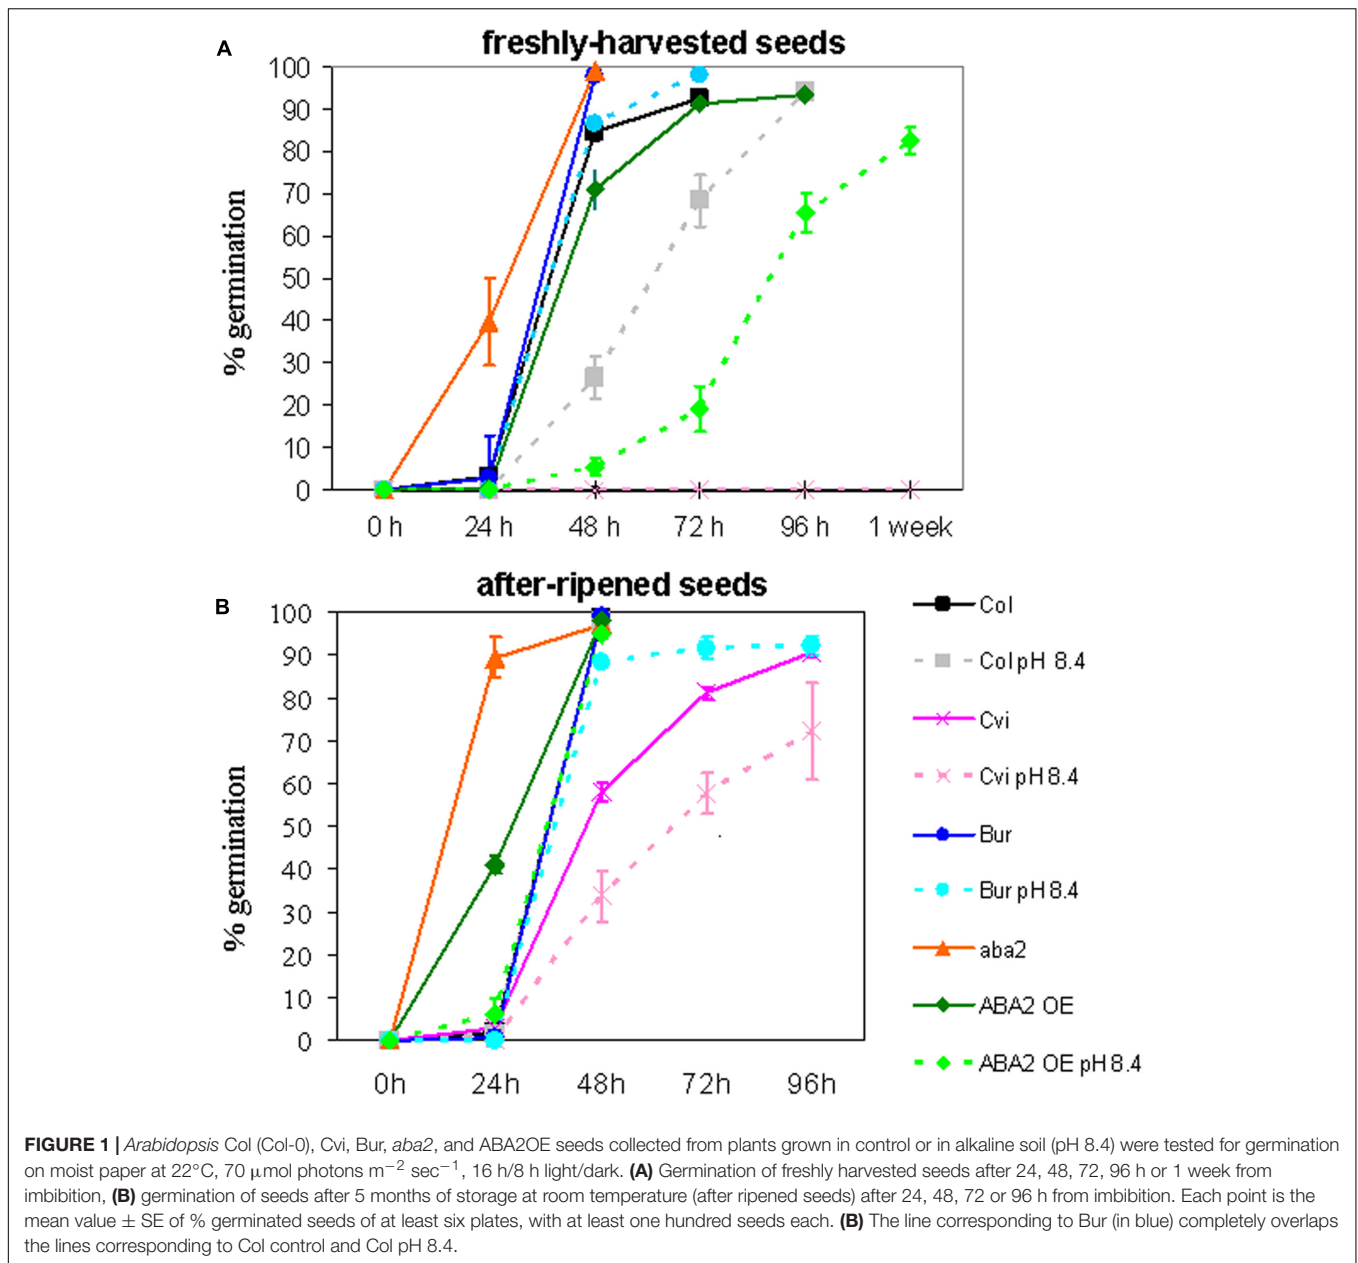 A
freshly-harvested seeds
100
90
80
70
60
50
40
30
20
10
0
% germination
0 h 24 h 48 h 72 h 96 h 1 week
B
after-ripened seeds
100
90
80
70
60
50
40
30
20
10
0
% germination
0h 24h 48h 72h 96h
Col
Col pH 8.4
Cvi
Cvi pH 8.4
Bur
Bur pH 8.4
aba2
ABA2 OE
ABA2 OE pH 8.4
FIGURE 1 | Arabidopsis Col (Col-0), Cvi, Bur, aba2, and ABA2OE seeds collected from plants grown in control or in alkaline soil (pH 8.4) were tested for germination
on moist paper at 22°C, 70 μmol photons m⁻² sec⁻¹, 16 h/8 h light/dark. (A) Germination of freshly harvested seeds after 24, 48, 72, 96 h or 1 week from
imbibition, (B) germination of seeds after 5 months of storage at room temperature (after ripened seeds) after 24, 48, 72 or 96 h from imbibition. Each point is the
mean value ± SE of % germinated seeds of at least six plates, with at least one hundred seeds each. (B) The line corresponding to Bur (in blue) completely overlaps
the lines corresponding to Col control and Col pH 8.4.